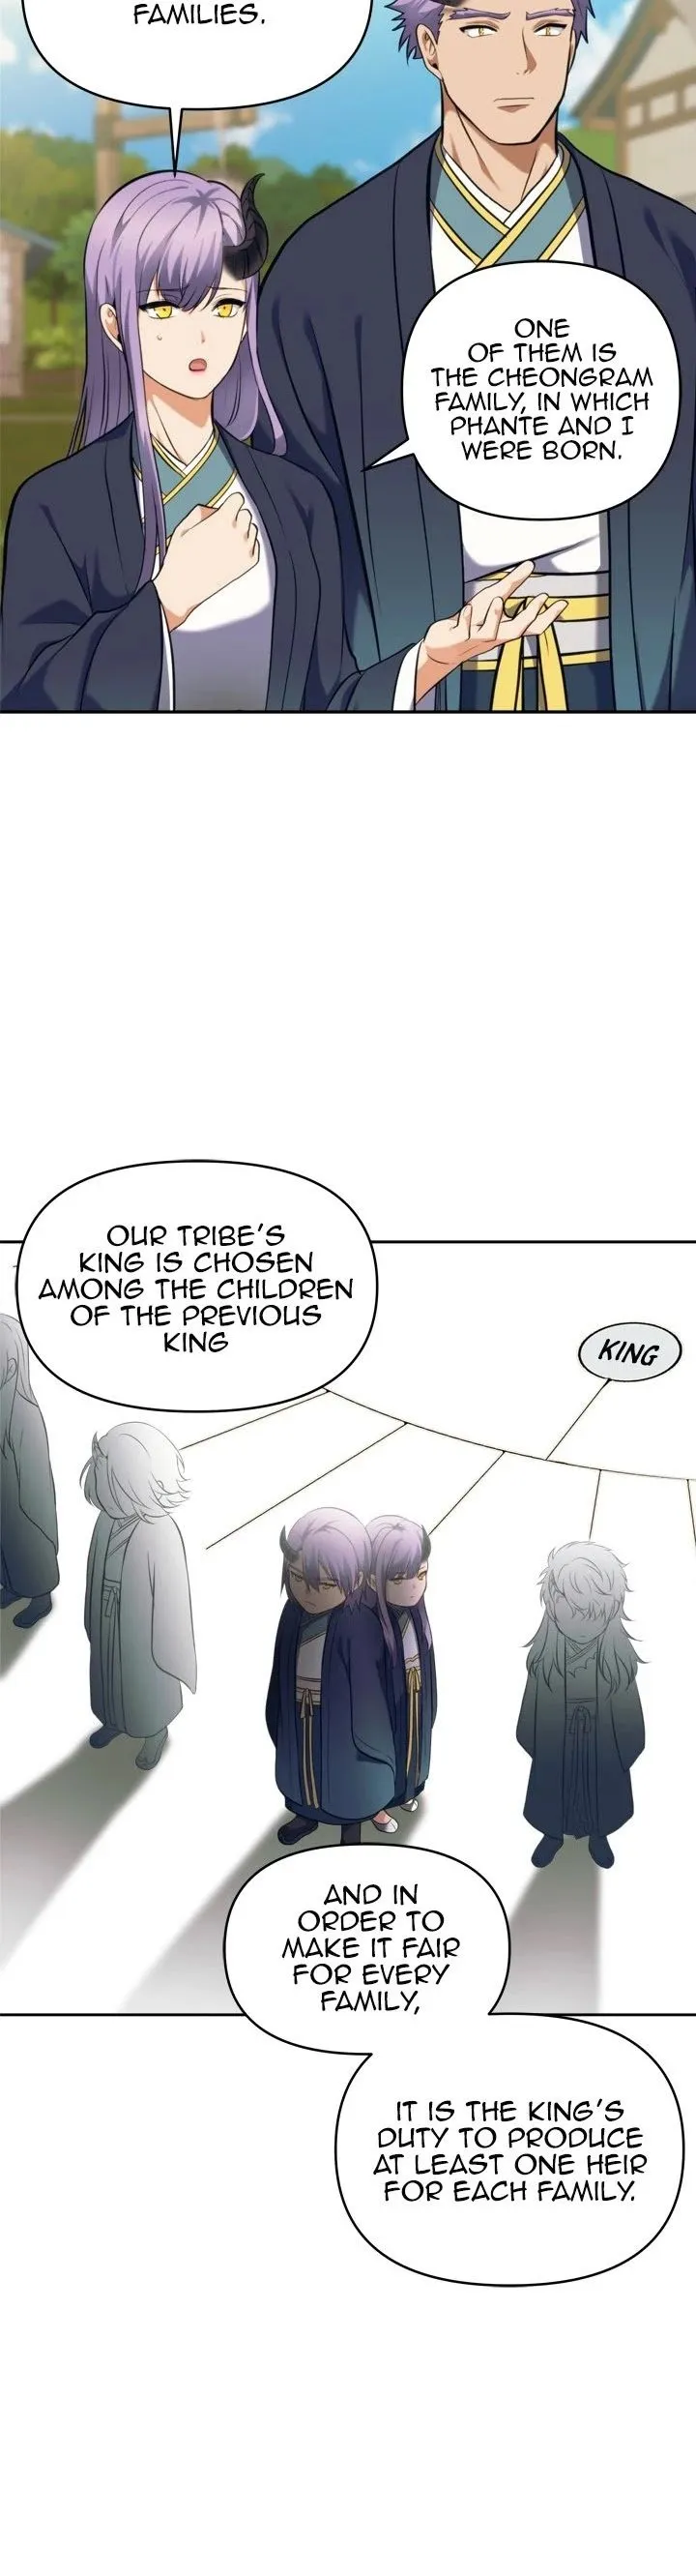 FAMILIES.
ONE
OF THEM IS
THE CHEONGRAM
FAMILY, IN WHICH
PHANTE AND I
WERE BORN.
OUR TRIBE'S
KING IS CHOSEN
AMONG THE CHILDREN
OF THE PREVIOUS
KING
KING
AND IN
ORDER TO
MAKE IT FAIR
FOR EVERY
FAMILY,
IT IS THE KING'S
DUTY TO PRODUCE
AT LEAST ONE HEIR
FOR EACH FAMILY.